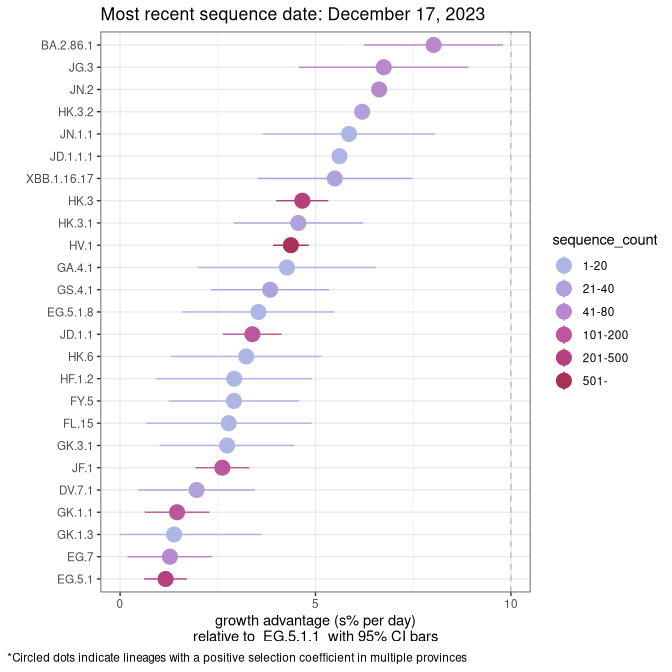 Most recent sequence date: December 17, 2023
BA.2.86.1
JG.3
JN.2
HK.3.2
JN.1.1
JD.1.1.1
XBB.1.16.17
HK.3
HK.3.1
HV.1
GA.4.1
GS.4.1
EG.5.1.8
JD.1.1
HK.6
HF.1.2
FY.5
FL.15
GK.3.1
JF.1
DV.7.1
GK.1.1
GK.1.3
EG.7
EG.5.1
0 5 10
growth advantage (s% per day)
relative to EG.5.1.1 with 95% CI bars
sequence_count
1-20
21-40
41-80
101-200
201-500
501-
*Circled dots indicate lineages with a positive selection coefficient in multiple provinces